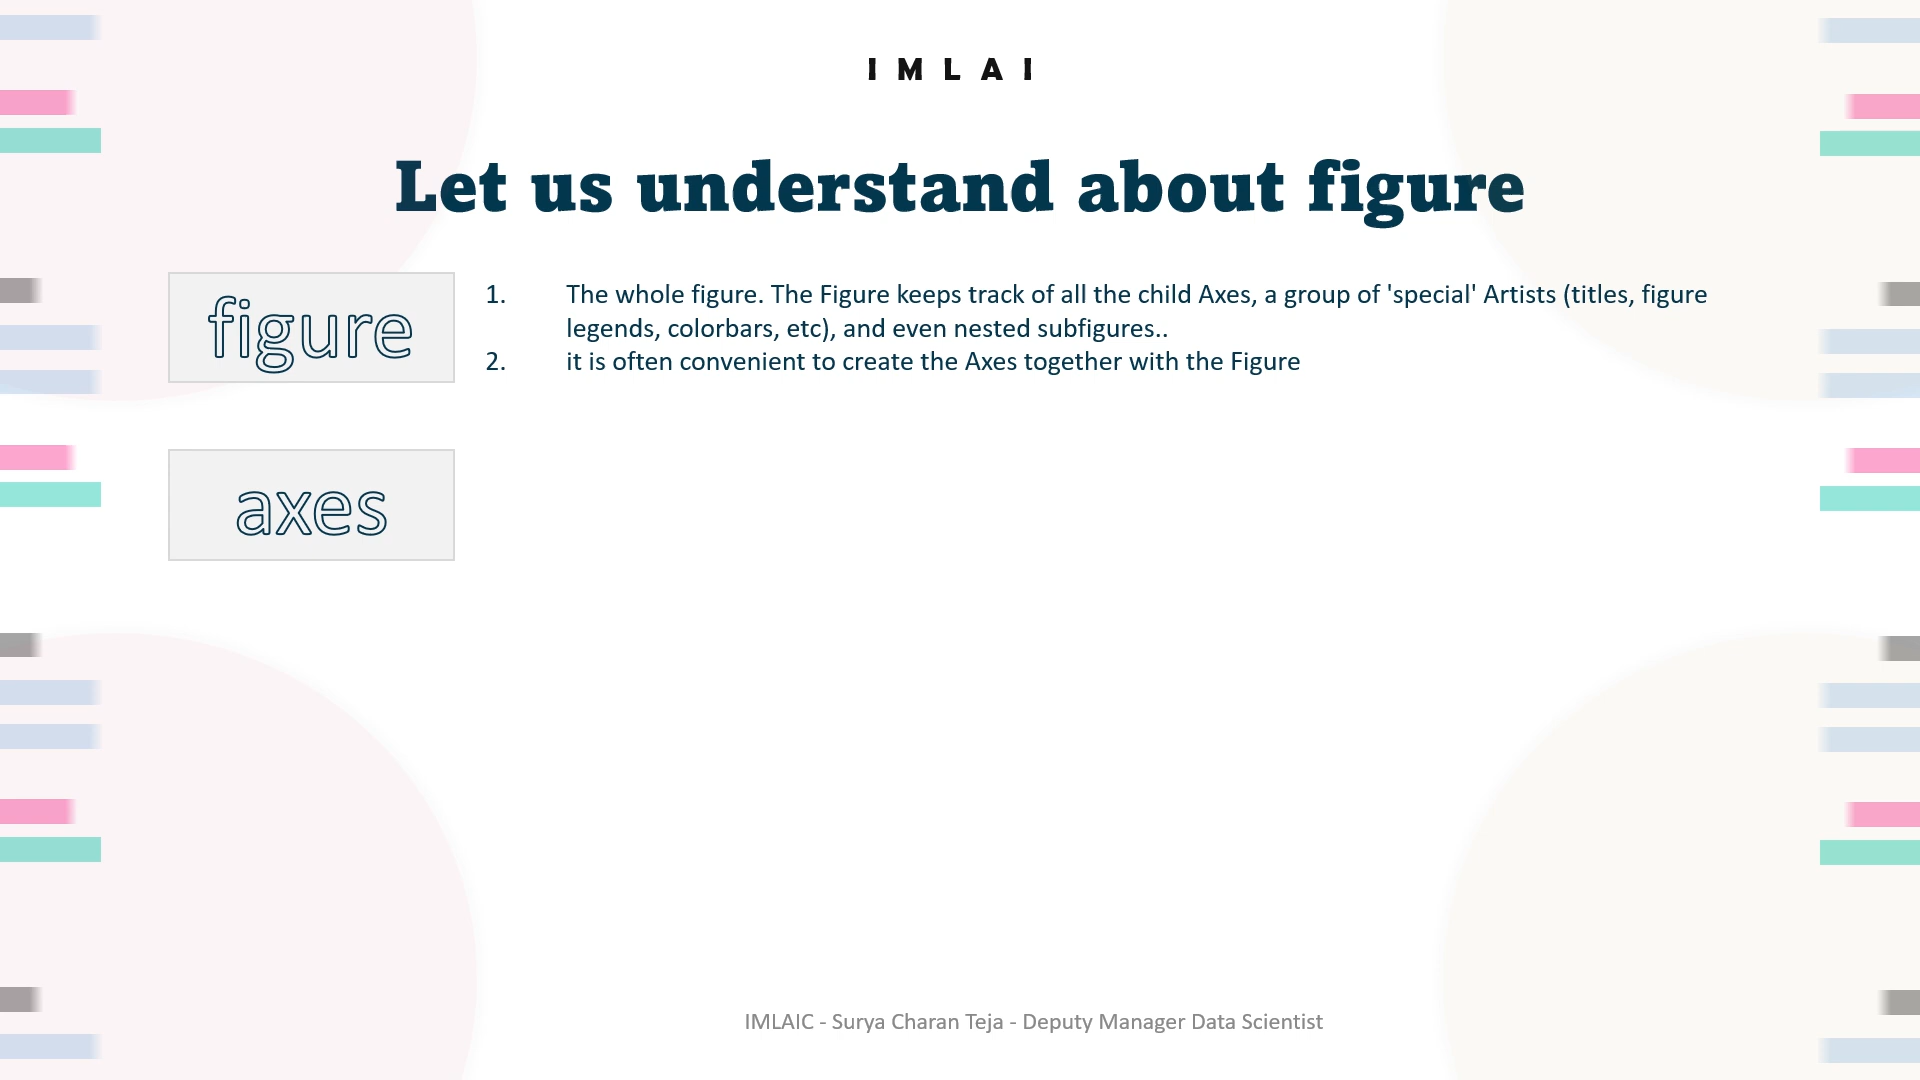 IMLAI
Let us understand about figure
figure
1. The whole figure. The Figure keeps track of all the child Axes, a group of 'special' Artists (titles, figure
legends, colorbars, etc), and even nested subfigures..
2. it is often convenient to create the Axes together with the Figure
axes
IMLAIC - Surya Charan Teja - Deputy Manager Data Scientist